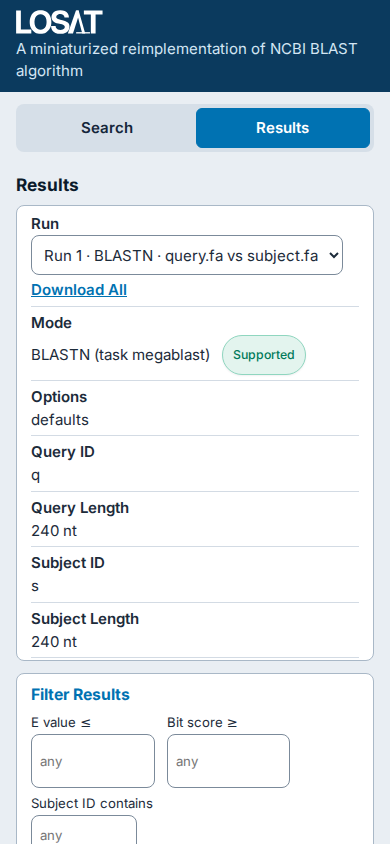 LOSAT
A miniaturized reimplementation of NCBI BLAST
algorithm
Search
Results
Results
Run
Run 1 · BLASTN · query.fa vs subject.fa
Download All
Mode
BLASTN (task megablast)
Supported
Options
defaults
Query ID
q
Query Length
240 nt
Subject ID
s
Subject Length
240 nt
Filter Results
E value ≤
Bit score ≥
any
any
Subject ID contains
any